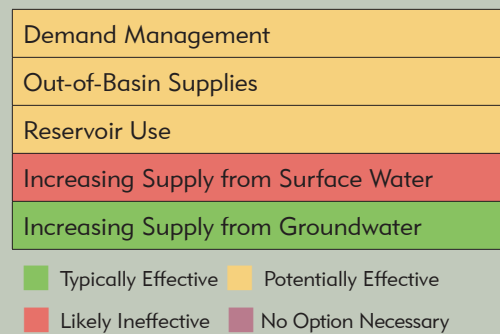 Demand Management
Out-of-Basin Supplies
Reservoir Use
Increasing Supply from Surface Water
Increasing Supply from Groundwater
Typically Effective Potentially Effective
Likely Ineffective No Option Necessary